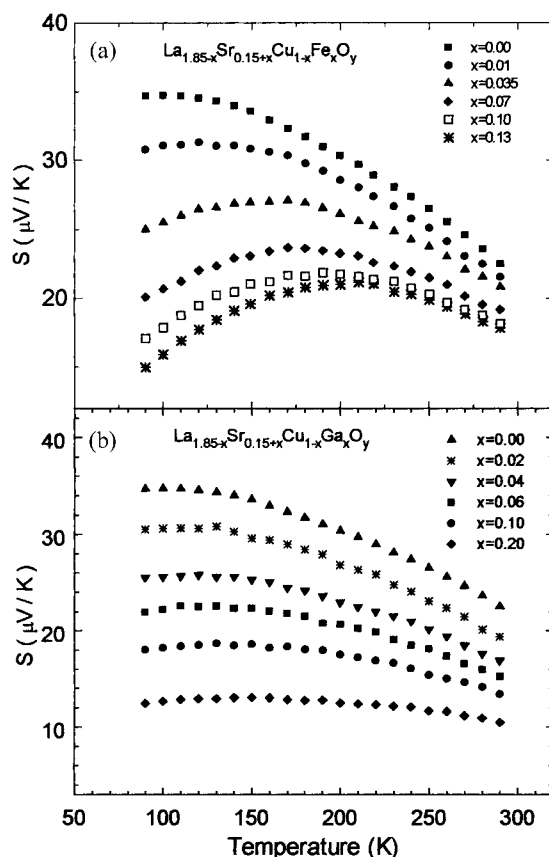 40
(a)
La1.85-xSr0.15+xCu1-xFexOy
x=0.00
x=0.01
x=0.035
x=0.07
x=0.10
x=0.13
30
20
S (μV / K)
40
(b)
La1.85-xSr0.15+xCu1-xGaxOy
x=0.00
x=0.02
x=0.04
x=0.06
x=0.10
x=0.20
30
20
10
S (μV / K)
50 100 150 200 250 300
Temperature (K)